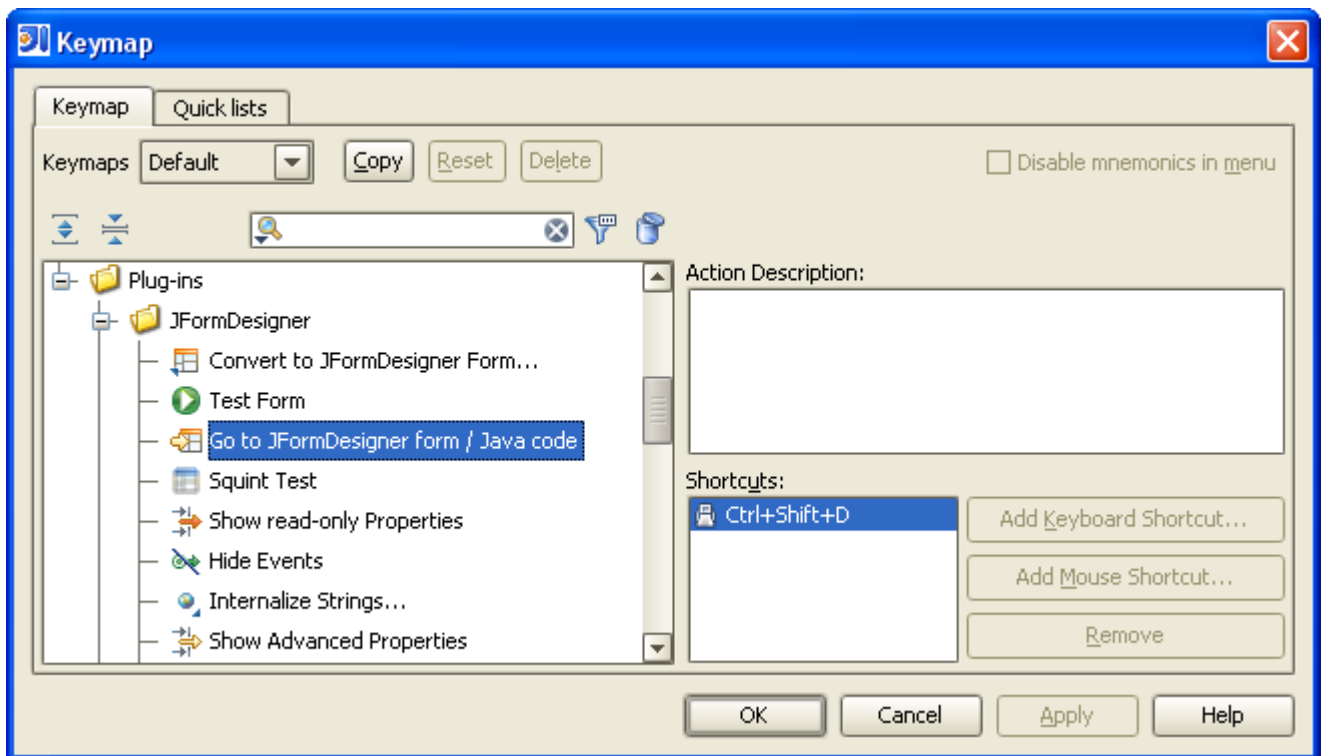 Keymap
Keymap Quick lists
Keymaps Default Copy Reset Delete Disable mnemonics in menu
Plug-ins
JFormDesigner
Convert to JFormDesigner Form...
Test Form
Go to JFormDesigner form / Java code
Squint Test
Show read-only Properties
Hide Events
Internalize Strings...
Show Advanced Properties
Action Description:
Shortcuts:
Ctrl+Shift+D
Add Keyboard Shortcut...
Add Mouse Shortcut...
Remove
OK Cancel Apply Help